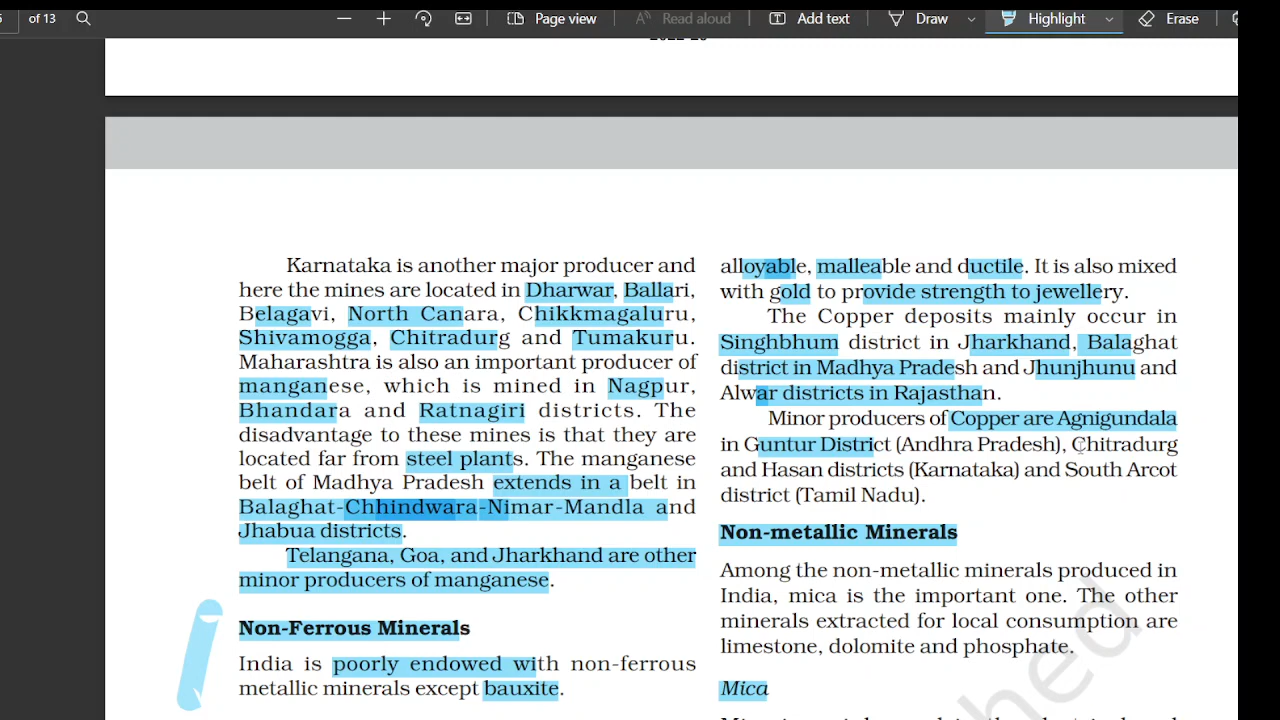 of 13
Page view
Read aloud
Add text
Draw
Highlight
Erase
Karnataka is another major producer and
here the mines are located in Dharwar, Ballari,
Belagavi, North Canara, Chikkmagaluru,
Shivamogga, Chitradurg and Tumakuru.
Maharashtra is also an important producer of
manganese, which is mined in Nagpur,
Bhandara and Ratnagiri districts. The
disadvantage to these mines is that they are
located far from steel plants. The manganese
belt of Madhya Pradesh extends in a belt in
Balaghat-Chhindwara-Nimar-Mandla and
Jhabua districts.
Telangana, Goa, and Jharkhand are other
minor producers of manganese.
Non-Ferrous Minerals
India is poorly endowed with non-ferrous
metallic minerals except bauxite.
alloyable, malleable and ductile. It is also mixed
with gold to provide strength to jewellery.
The Copper deposits mainly occur in
Singhbhum district in Jharkhand, Balaghat
district in Madhya Pradesh and Jhunjhunu and
Alwar districts in Rajasthan.
Minor producers of Copper are Agnigundala
in Guntur District (Andhra Pradesh), Chitradurg
and Hasan districts (Karnataka) and South Arcot
district (Tamil Nadu).
Non-metallic Minerals
Among the non-metallic minerals produced in
India, mica is the important one. The other
minerals extracted for local consumption are
limestone, dolomite and phosphate.
Mica